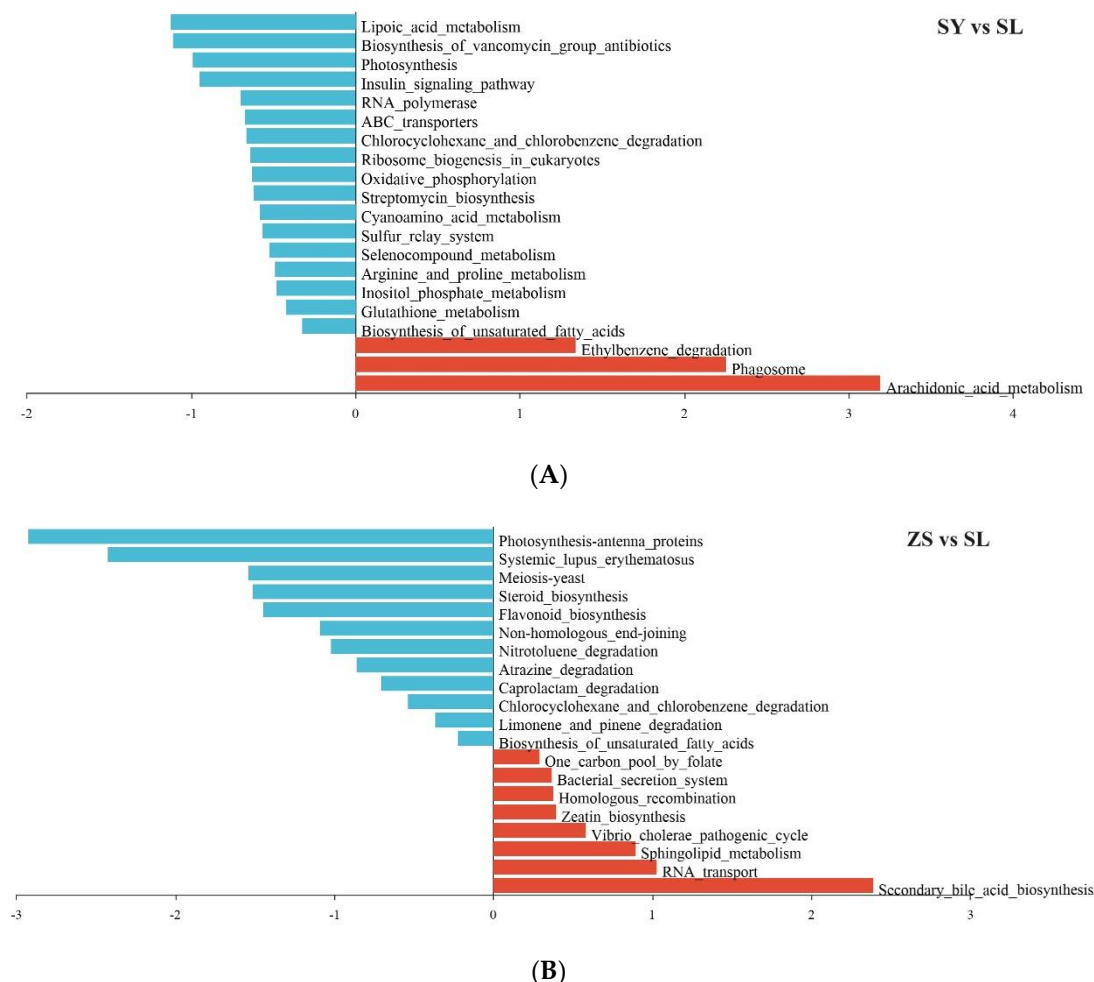 SY vs SL
Lipoic_acid_metabolism
Biosynthesis_of_vancomycin_group_antibiotics
Photosynthesis
Insulin_signaling_pathway
RNA_polymerase
ABC_transporters
Chlorocyclohexane_and_chlorobenzene_degradation
Ribosome_biogenesis_in_eukaryotes
Oxidative_phosphorylation
Streptomycin_biosynthesis
Cyanoamino_acid_metabolism
Sulfur_relay_system
Selenocompound_metabolism
Arginine_and_proline_metabolism
Inositol_phosphate_metabolism
Glutathione_metabolism
Biosynthesis_of_unsaturated_fatty_acids
Ethylbenzene_degradation
Phagosome
Arachidonic_acid_metabolism
-2 -1 0 1 2 3 4
(A)
ZS vs SL
Photosynthesis-antenna_proteins
Systemic_lupus_erythematosus
Meiosis-yeast
Steroid_biosynthesis
Flavonoid_biosynthesis
Non-homologous_end-joining
Nitrotoluene_degradation
Atrazine_degradation
Caprolactam_degradation
Chlorocyclohexane_and_chlorobenzene_degradation
Limonene_and_pinene_degradation
Biosynthesis_of_unsaturated_fatty_acids
One_carbon_pool_by_folate
Bacterial_secretion_system
Homologous_recombination
Zeatin_biosynthesis
Vibrio_cholerae_pathogenic_cycle
Sphingolipid_metabolism
RNA_transport
Secondary_bile_acid_biosynthesis
-3 -2 -1 0 1 2 3
(B)